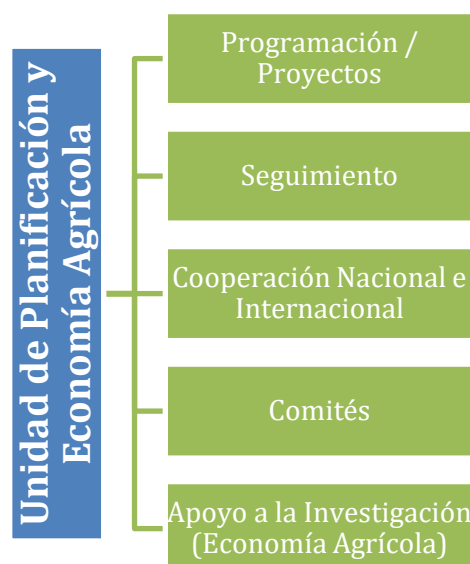 Unidad de Planificación y
Economía Agrícola
Programación /
Proyectos
Seguimiento
Cooperación Nacional e
Internacional
Comités
Apoyo a la Investigación
(Economía Agrícola)